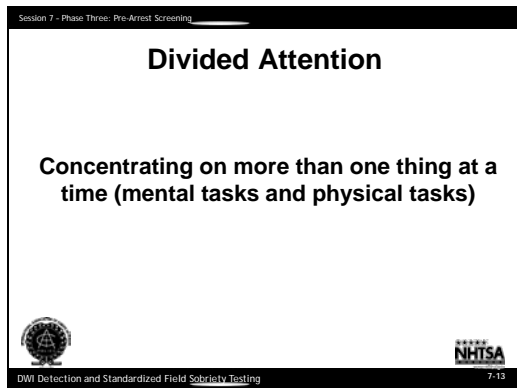 Session 7 - Phase Three: Pre-Arrest Screening
Divided Attention
Concentrating on more than one thing at a
time (mental tasks and physical tasks)
NHTSA
DWI Detection and Standardized Field Sobriety Testing
7-13